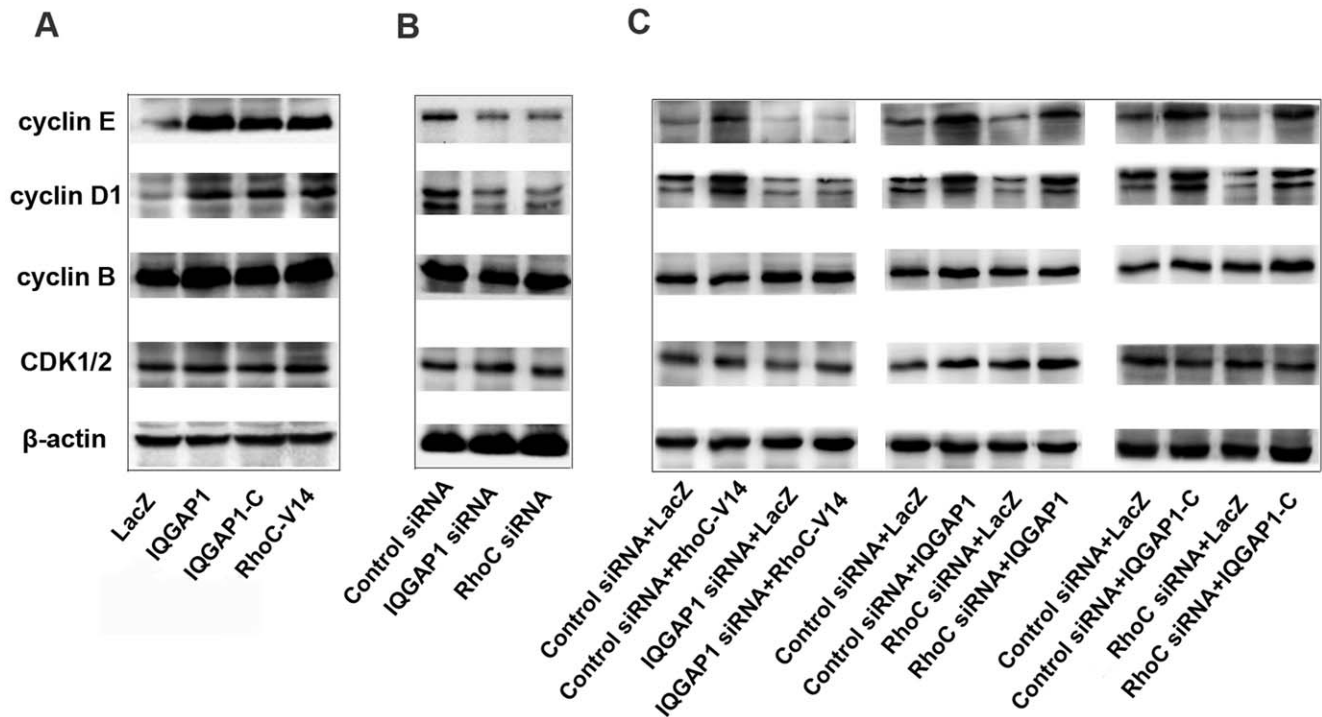 A
B
C
cyclin E
cyclin D1
cyclin B
CDK1/2
β-actin
LacZ
IQGAP1
IQGAP1-C
RhoC-V14
Control siRNA
IQGAP1 siRNA
RhoC siRNA
Control siRNA+LacZ
Control siRNA+RhoC-V14
IQGAP1 siRNA+LacZ
IQGAP1 siRNA+RhoC-V14
Control siRNA+LacZ
Control siRNA+IQGAP1
RhoC siRNA+LacZ
RhoC siRNA+IQGAP1
Control siRNA+LacZ
Control siRNA+IQGAP1-C
RhoC siRNA+LacZ
RhoC siRNA+IQGAP1-C